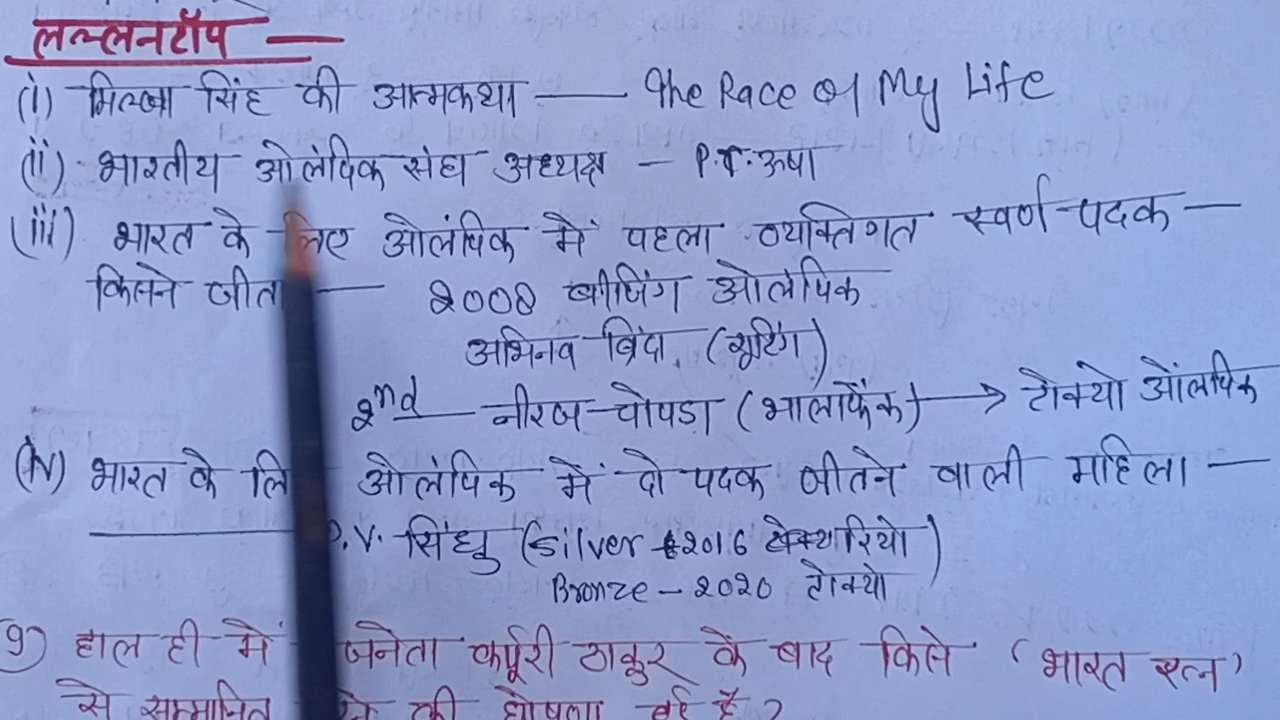 लल्लनटॉप —
(i) मिल्खा सिंह की आत्मकथा — The Race of My Life
(ii) भारतीय ओलंपिक संघ अध्यक्ष — P.T. ऊषा
(iii) भारत के लिए ओलंपिक में पहला व्यक्तिगत स्वर्ण पदक —
किसने जीता — 2008 बीजिंग ओलंपिक
अभिनव बिंद्रा (शूटिंग)
2nd — नीरज चोपडा (भालाफेंक) → टोक्यो ओलंपिक
(iv) भारत के ओलंपिक में दो पदक जीतने वाली महिला —
— P.V. सिंधु (Silver 2016 रियो)
Bronze – 2020 टोक्यो
9) हाल ही में जनेता कर्पूरी ठाकुर के बाद किसे 'भारत रत्न'
से सम्मानित की घोषणा हुई है?